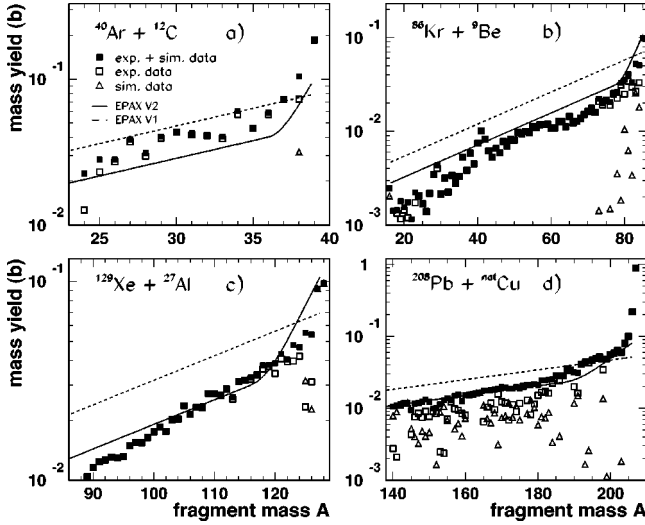 mass yield (b)
⁴⁰Ar + ¹²C a)
exp. + sim. data
exp. data
sim. data
EPAX V2
EPAX V1
10⁻¹
10⁻²
25 30 35 40
⁸⁶Kr + ⁹Be b)
10⁻¹
10⁻²
10⁻³
20 40 60 80
mass yield (b)
¹²⁹Xe + ²⁷Al c)
10⁻¹
10⁻²
90 100 110 120
fragment mass A
²⁰⁸Pb + ⁿᵃᵗCu d)
1
10⁻¹
10⁻²
10⁻³
140 160 180 200
fragment mass A